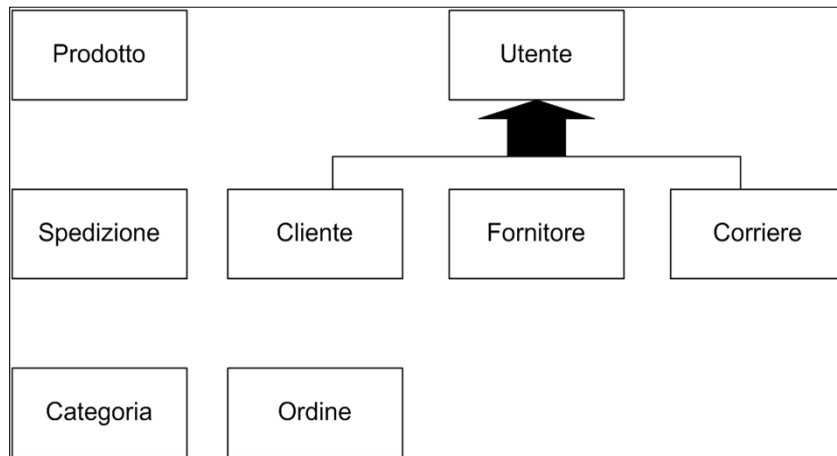 Prodotto
Utente
Spedizione
Cliente
Fornitore
Corriere
Categoria
Ordine